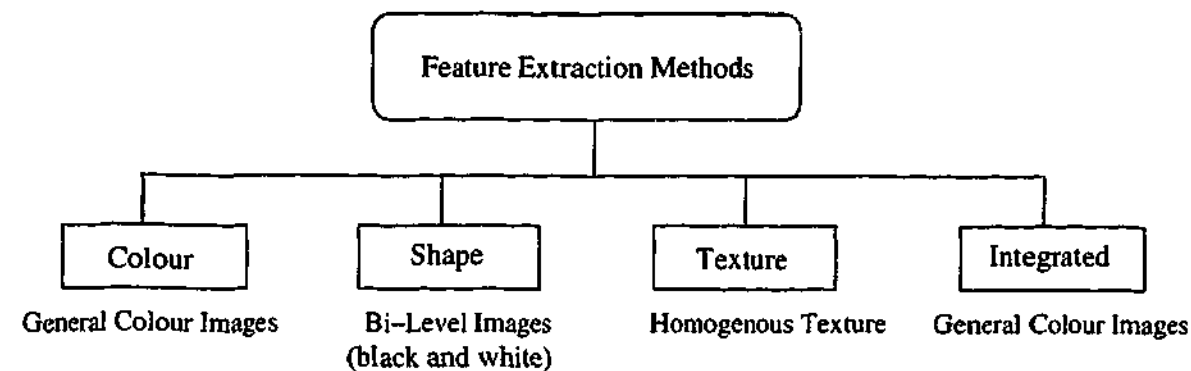 Feature Extraction Methods
Colour
Shape
Texture
Integrated
General Colour Images
Bi-Level Images
(black and white)
Homogenous Texture
General Colour Images